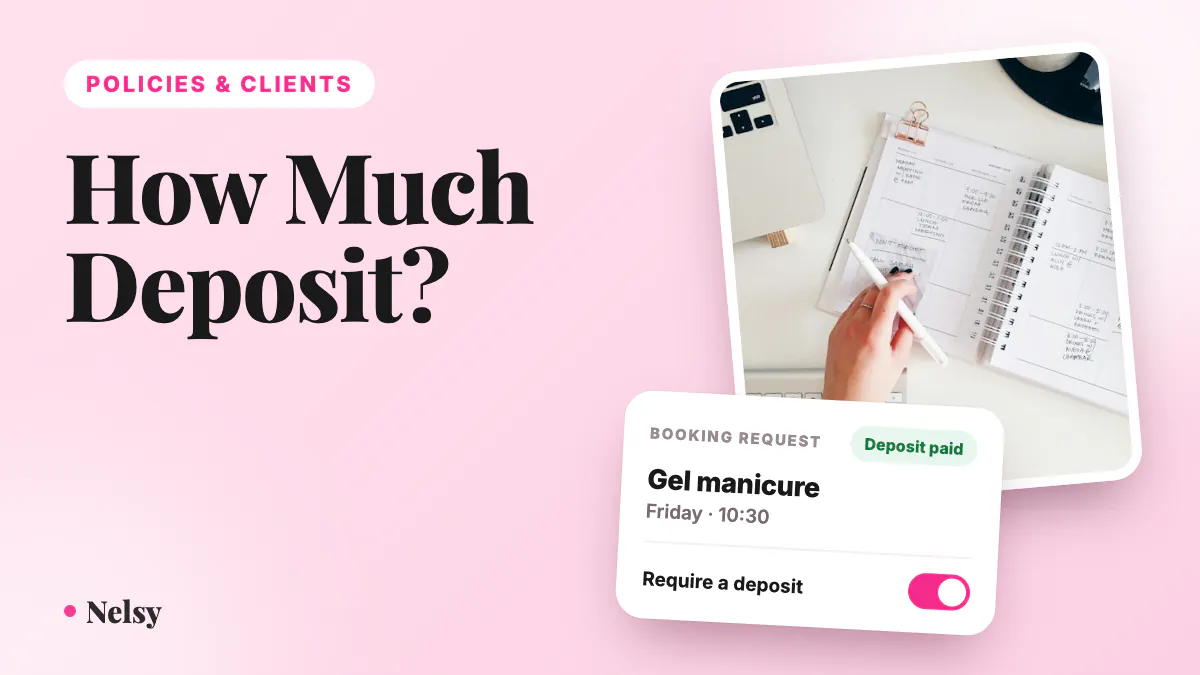 POLICIES & CLIENTS
How Much
Deposit?
BOOKING REQUEST
Deposit paid
Gel manicure
Friday · 10:30
Require a deposit
Nelsy